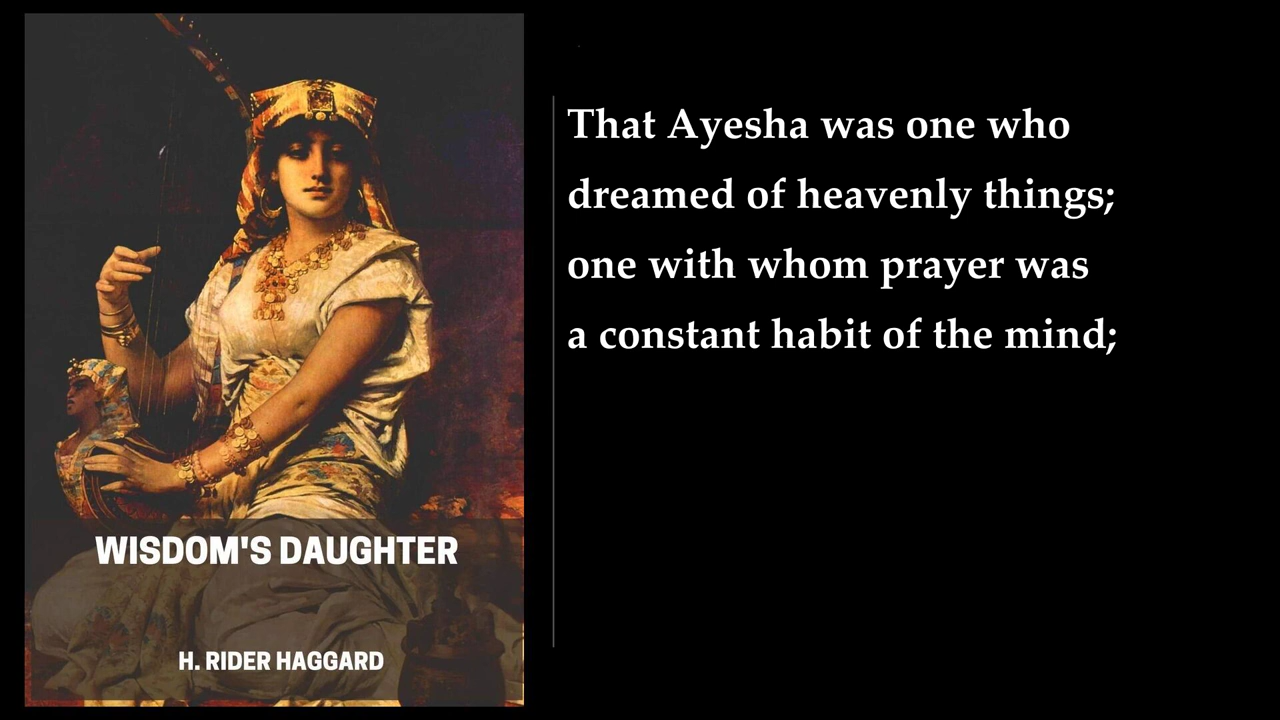 WISDOM'S DAUGHTER
H. RIDER HAGGARD
That Ayesha was one who
dreamed of heavenly things;
one with whom prayer was
a constant habit of the mind;